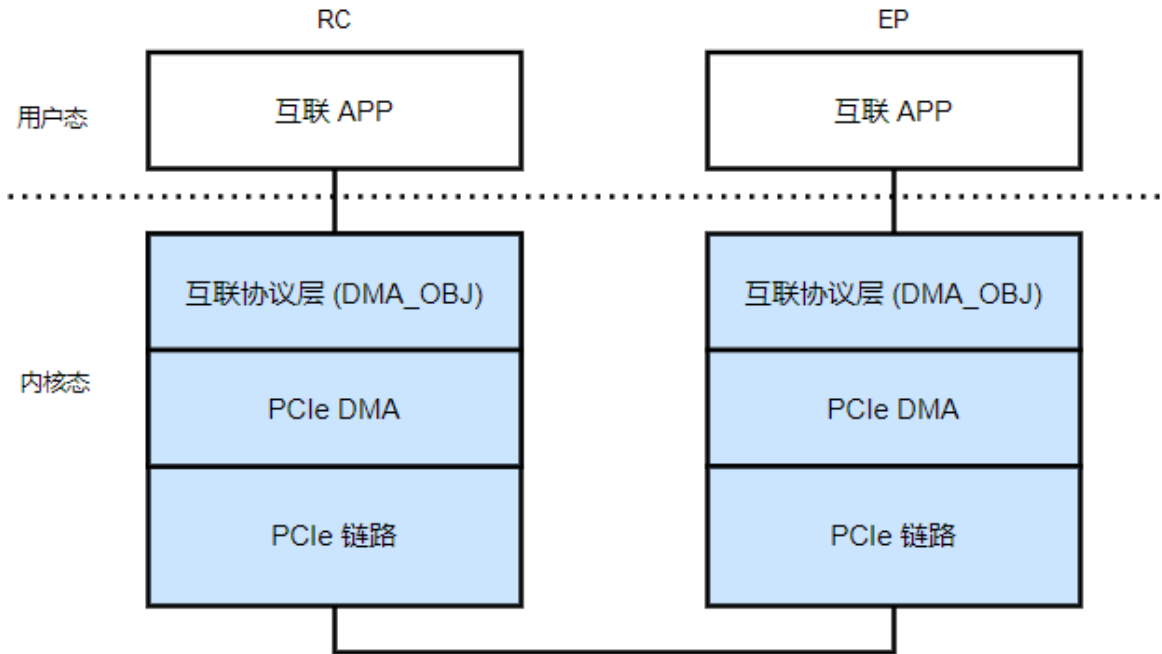 RC
EP
用户态
互联 APP
互联 APP
互联协议层 (DMA_OBJ)
互联协议层 (DMA_OBJ)
内核态
PCIe DMA
PCIe DMA
PCIe 链路
PCIe 链路